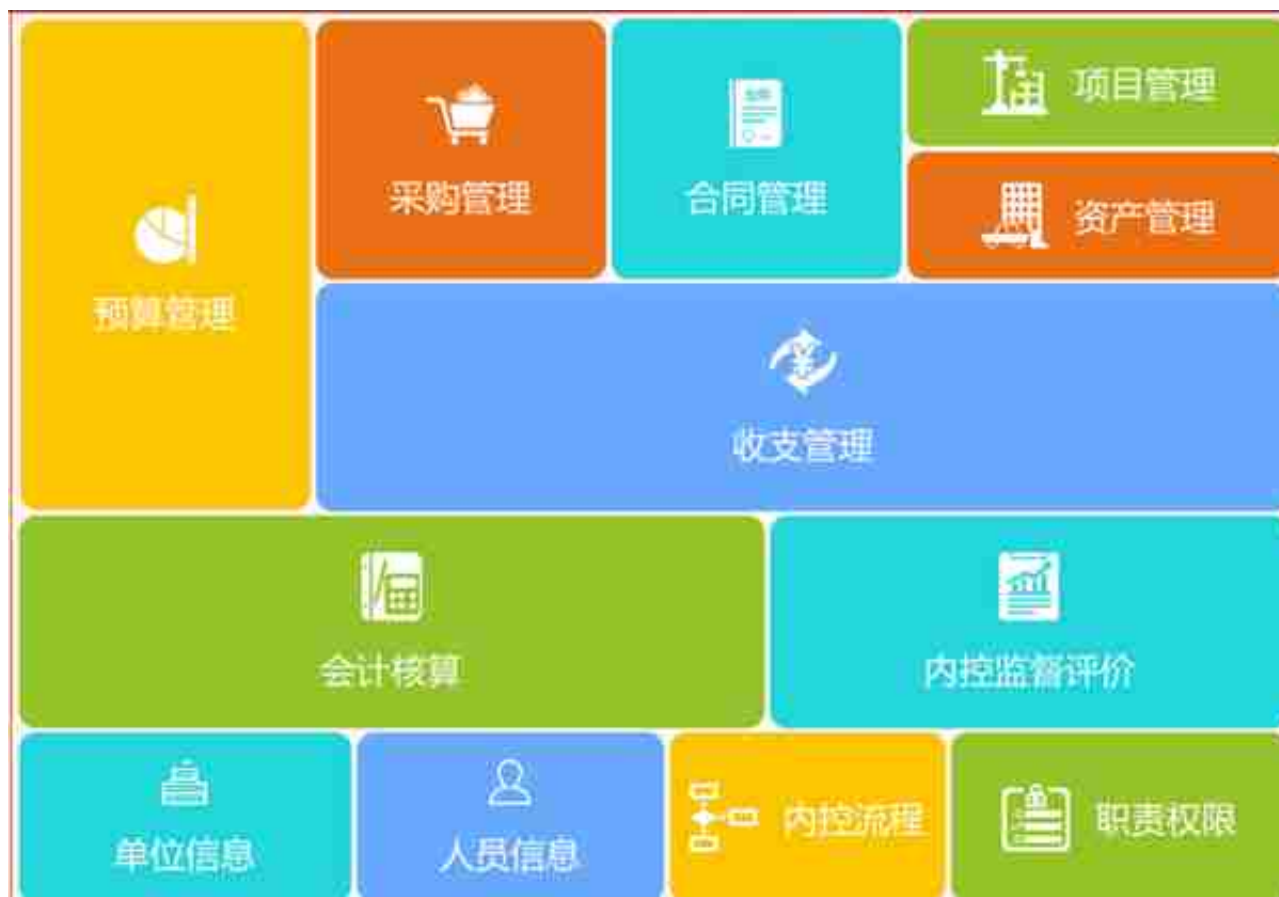 预算管理
采购管理
合同管理
项目管理
资产管理
收支管理
会计核算
内控监督评价
单位信息
人员信息
内控流程
职责权限